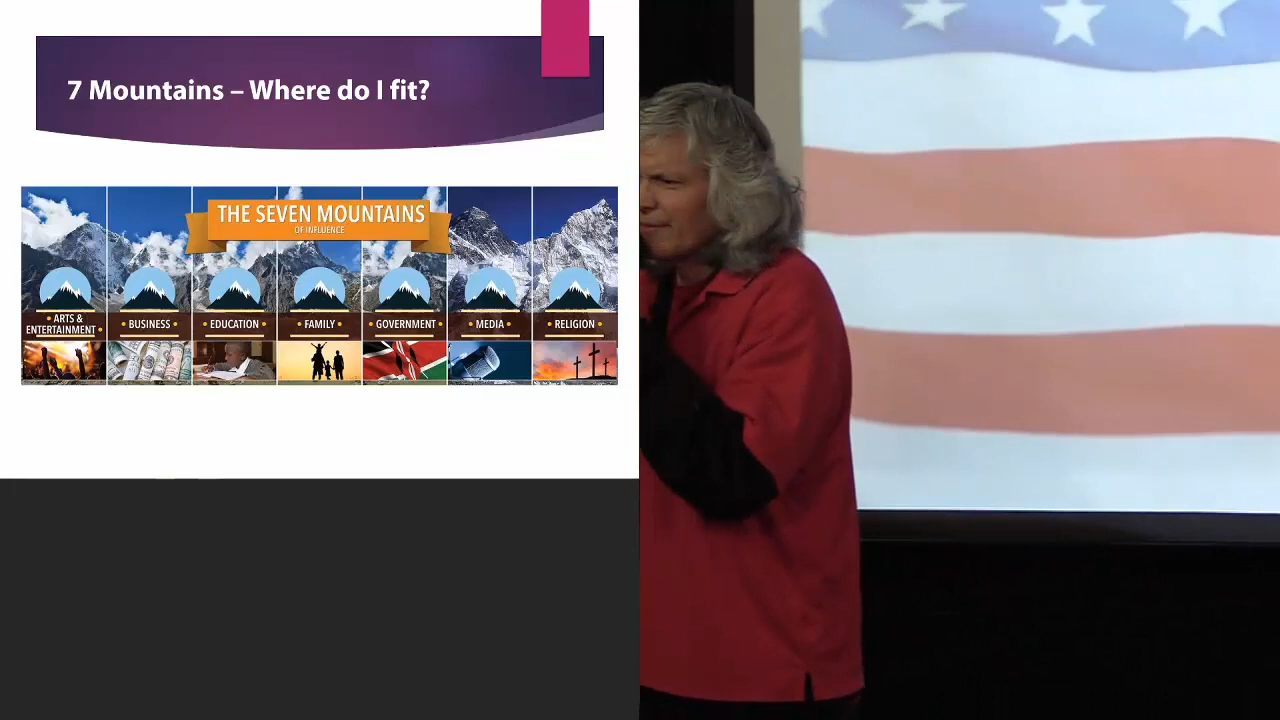 7 Mountains – Where do I fit?
THE SEVEN MOUNTAINS
OF INFLUENCE
• ARTS &
ENTERTAINMENT •
• BUSINESS •
• EDUCATION •
• FAMILY •
• GOVERNMENT •
• MEDIA •
• RELIGION •